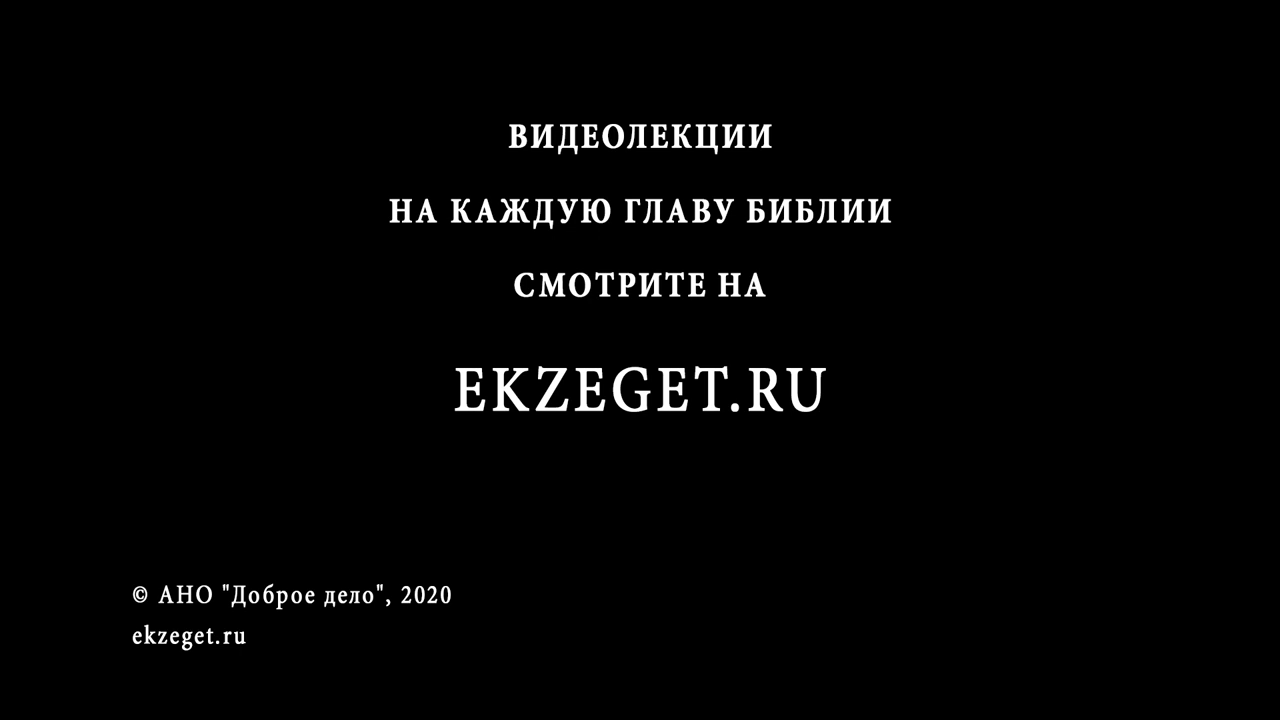 ВИДЕОЛЕКЦИИ
НА КАЖДУЮ ГЛАВУ БИБЛИИ
СМОТРИТЕ НА
EKZEGET.RU
© АНО "Доброе дело", 2020
ekzeget.ru